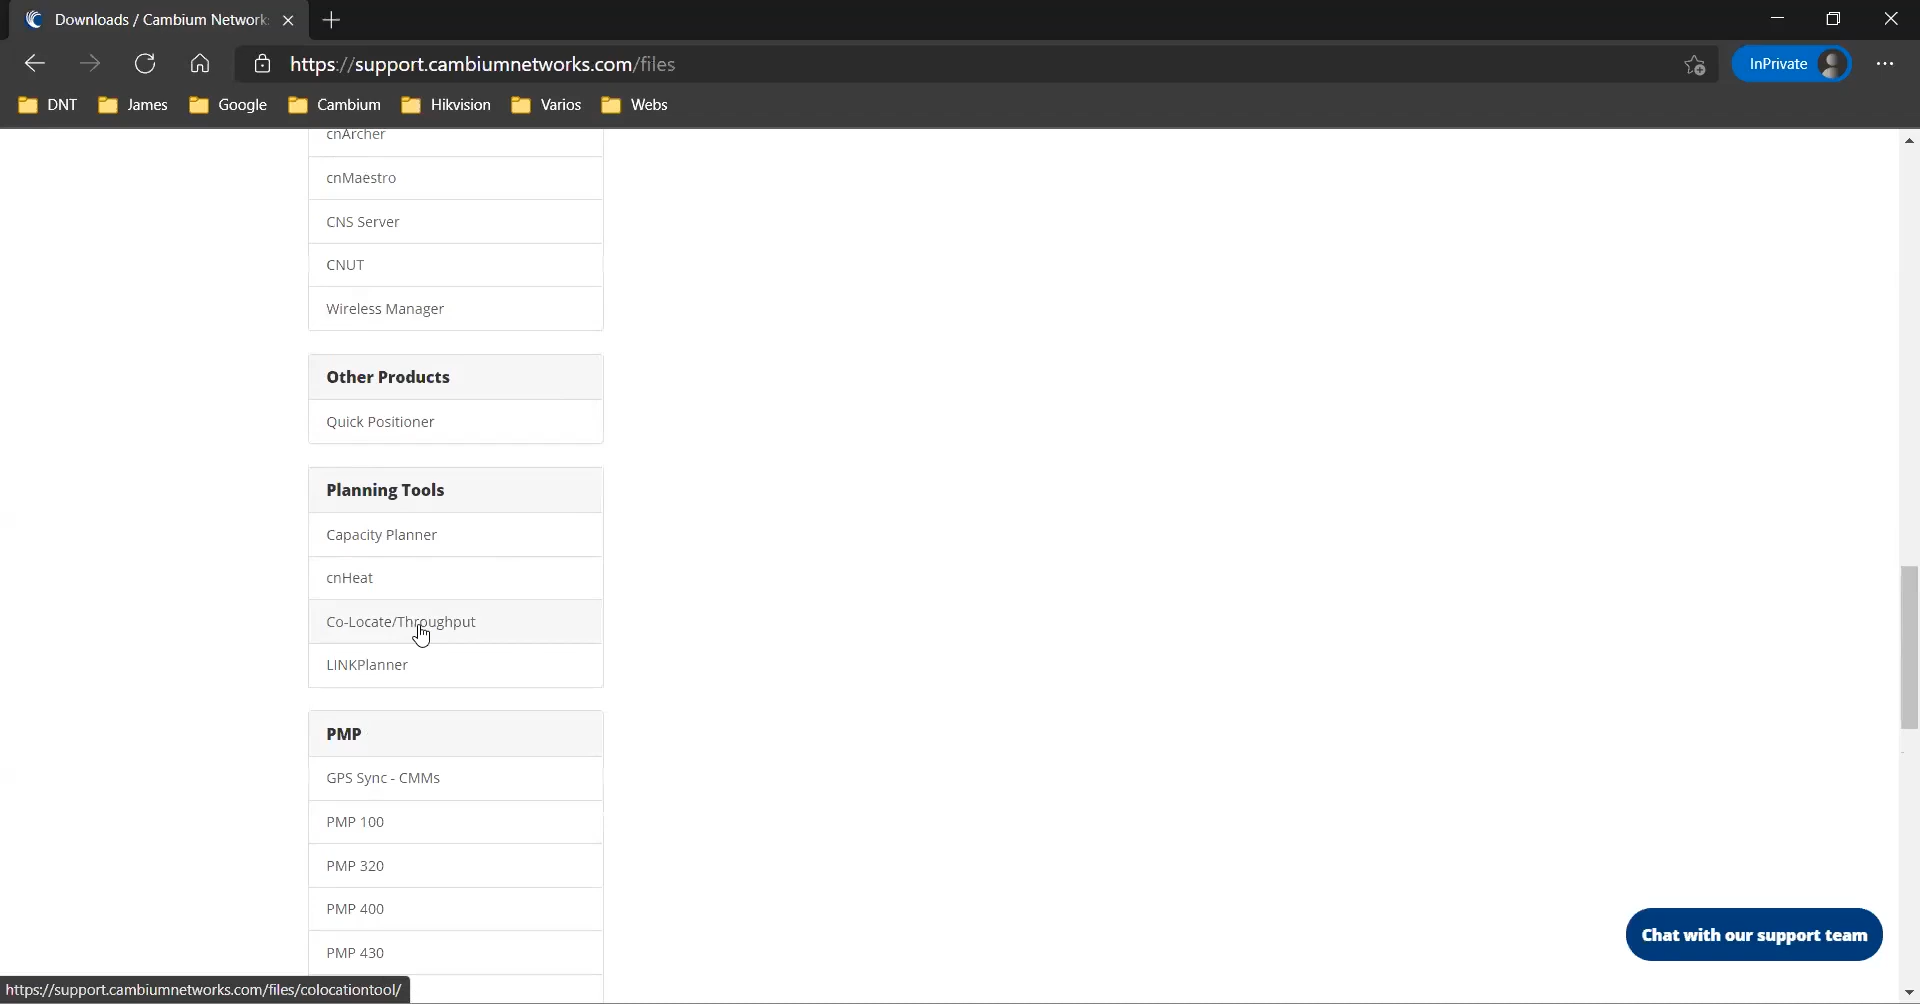 Downloads / Cambium Network
https://support.cambiumnetworks.com/files
InPrivate
DNT
James
Google
Cambium
Hikvision
Varios
Webs
cnArcher
cnMaestro
CNS Server
CNUT
Wireless Manager
Other Products
Quick Positioner
Planning Tools
Capacity Planner
cnHeat
Co-Locate/Throughput
LINKPlanner
PMP
GPS Sync - CMMs
PMP 100
PMP 320
PMP 400
PMP 430
Chat with our support team
https://support.cambiumnetworks.com/files/colocationtool/